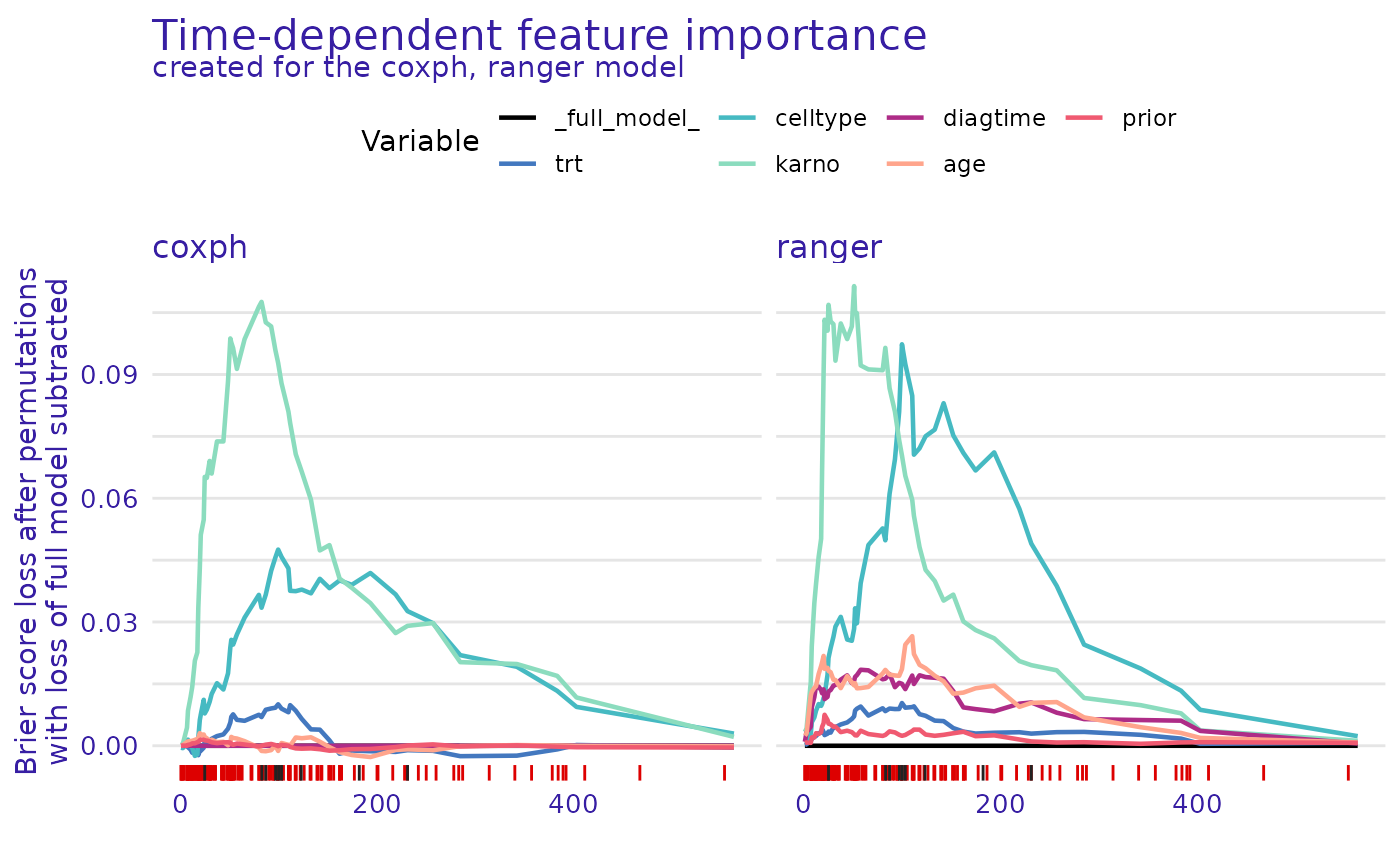 Time-dependent feature importance
created for the coxph, ranger model
Variable
_full_model_ celltype diagtime prior
trt karno age
coxph ranger
Brier score loss after permutations
with loss of full model subtracted
0.09
0.06
0.03
0.00
0 200 400 0 200 400